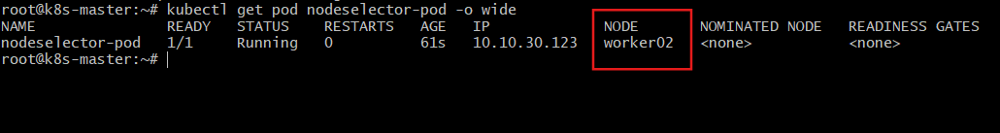 root@k8s-master:~# kubectl get pod nodeselector-pod -o wide
NAME READY STATUS RESTARTS AGE IP NODE NOMINATED NODE READINESS GATES
nodeselector-pod 1/1 Running 0 61s 10.10.30.123 worker02 <none> <none>
root@k8s-master:~#